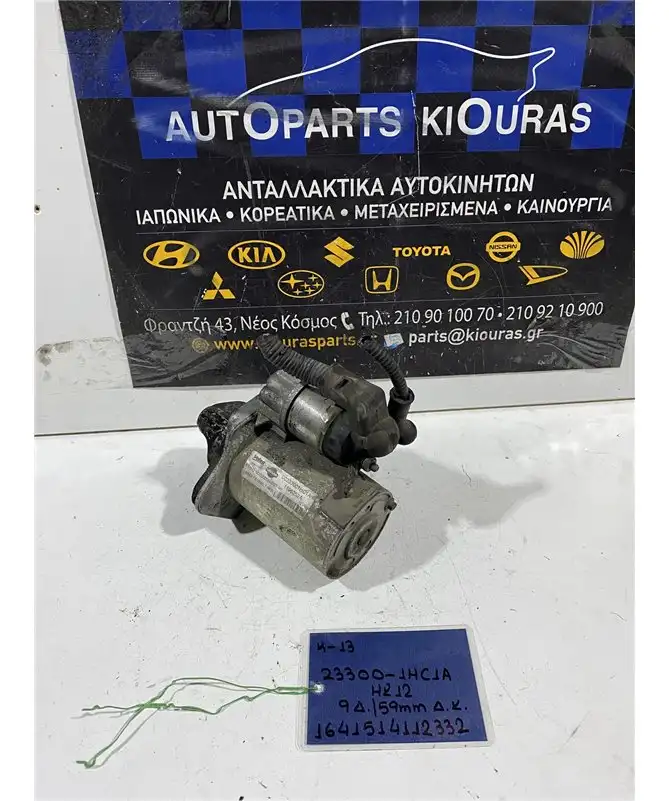 AUTOPARTS KIOURAS
ΑΝΤΑΛΛΑΚΤΙΚΑ ΑΥΤΟΚΙΝΗΤΩΝ
ΙΑΠΩΝΙΚΑ • ΚΟΡΕΑΤΙΚΑ • ΜΕΤΑΧΕΙΡΙΣΜΕΝΑ • ΚΑΙΝΟΥΡΓΙΑ
KIA TOYOTA NISSAN
Φραντζή 43, Νέος Κόσμος Τηλ.: 210 90 100 70 • 210 92 10 900
www.kiourasparts. parts@kiouras.gr
K-13
23300-1HC1A
HR12
9Δ./59mm Δ.Κ.
1641514112332